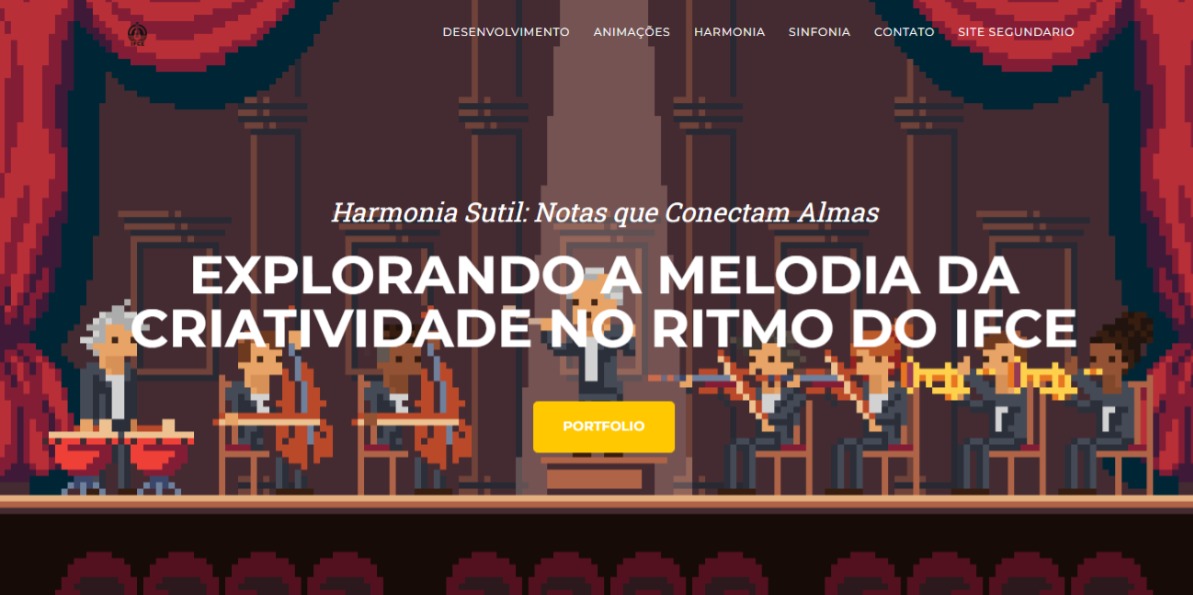 DESENVOLVIMENTO ANIMAÇÕES HARMONIA SINFONIA CONTATO SITE SEGUNDARIO
Harmonia Sutil: Notas que Conectam Almas
EXPLORANDO A MELODIA DA
CRIATIVIDADE NO RITMO DO IFCE
PORTFOLIO